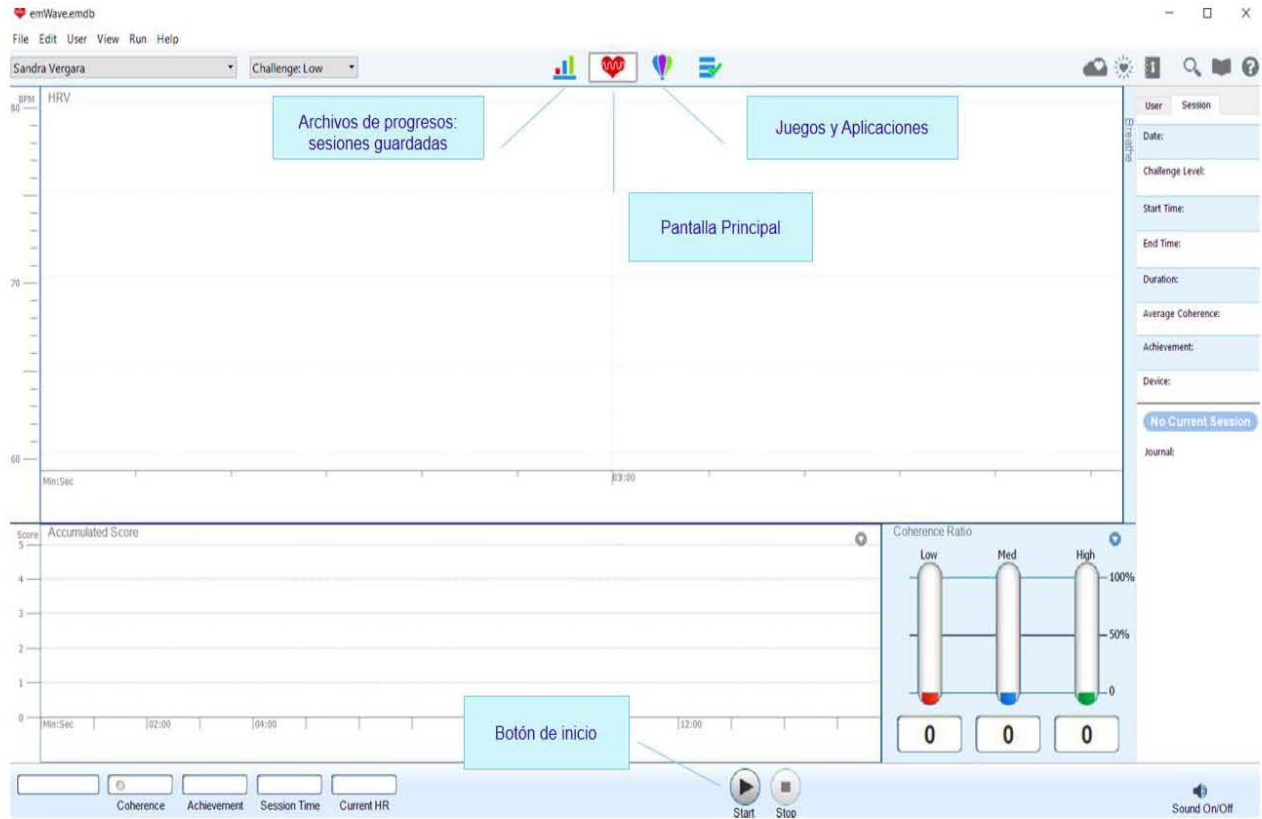 emWave.emdb
File Edit User View Run Help
Sandra Vergara
Challenge: Low
BPM
HRV
80
70
60
Min:Sec
03:00
Archivos de progresos:
sesiones guardadas
Juegos y Aplicaciones
Pantalla Principal
Breathe
User Session
Date:
Challenge Level:
Start Time:
End Time:
Duration:
Average Coherence:
Achievement:
Device:
No Current Session
Journal:
Score
Accumulated Score
5
4
3
2
1
0
Min:Sec 02:00 04:00 12:00
Botón de inicio
Coherence Ratio
Low Med High
100%
50%
0
0 0 0
Coherence Achievement Session Time Current HR
Start Stop
Sound On/Off